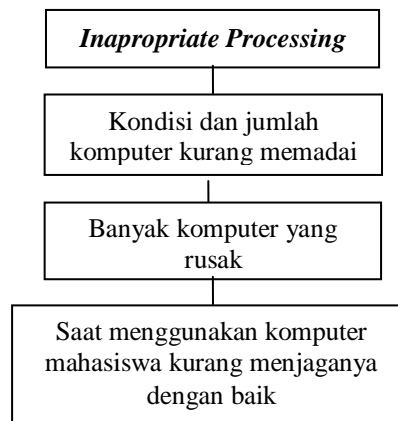 Inapropriate Processing
Kondisi dan jumlah
komputer kurang memadai
Banyak komputer yang
rusak
Saat menggunakan komputer
mahasiswa kurang menjaganya
dengan baik